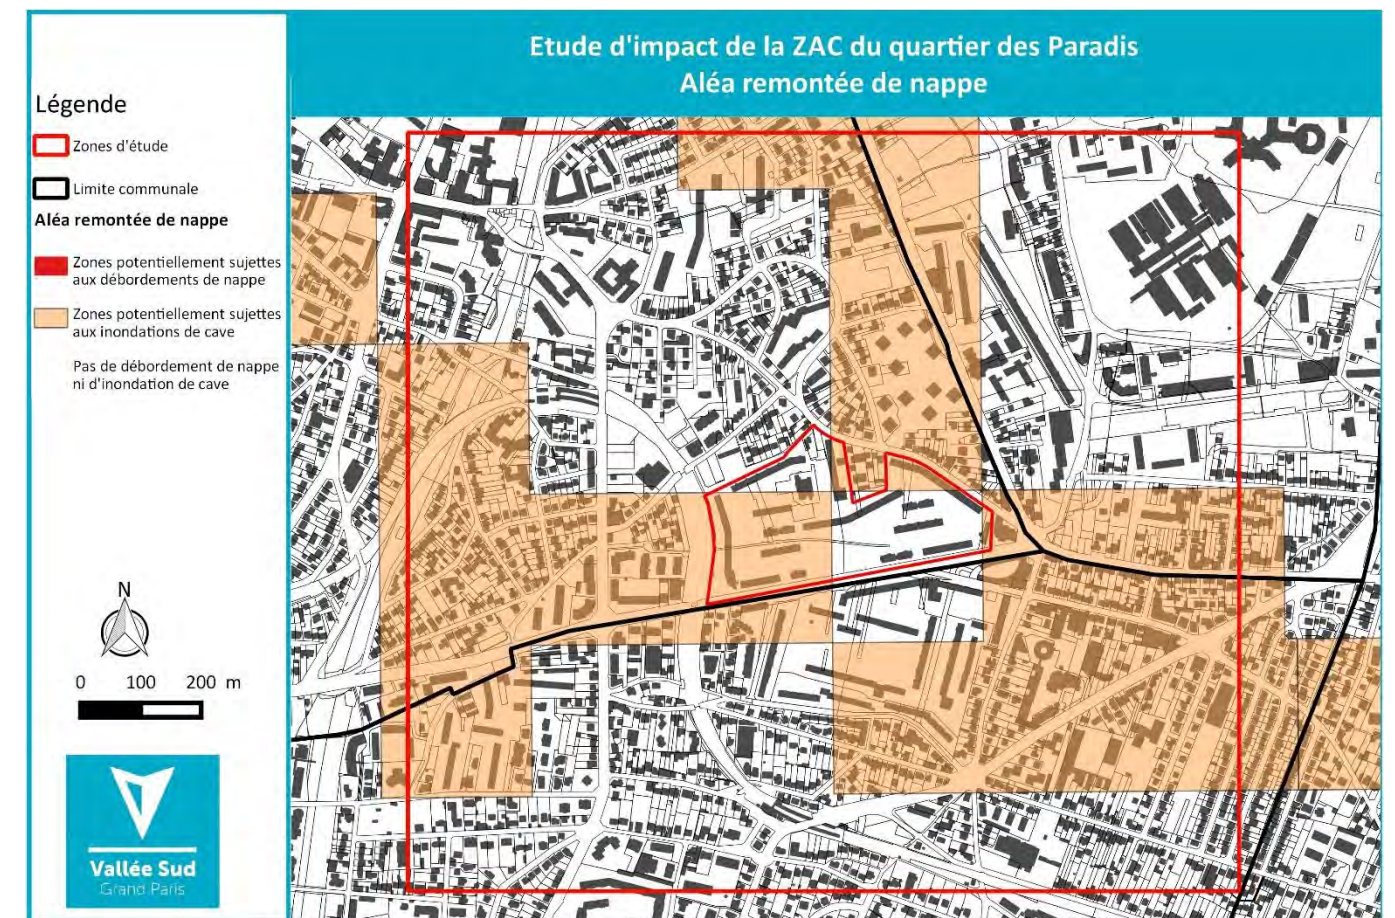 Etude d'impact de la ZAC du quartier des Paradis
Aléa remontée de nappe
Légende
Zones d'étude
Limite communale
Aléa remontée de nappe
Zones potentiellement sujettes
aux débordements de nappe
Zones potentiellement sujettes
aux inondations de cave
Pas de débordement de nappe
ni d'inondation de cave
N
0 100 200 m
Vallée Sud
Grand Paris